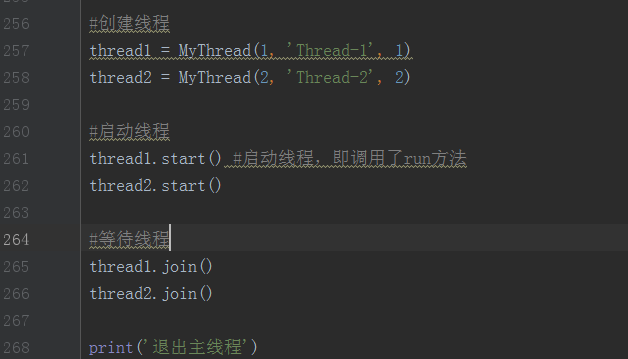 256 #创建线程
257 thread1 = MyThread(1, 'Thread-1', 1)
258 thread2 = MyThread(2, 'Thread-2', 2)
259
260 #启动线程
261 thread1.start() #启动线程，即调用了run方法
262 thread2.start()
263
264 #等待线程
265 thread1.join()
266 thread2.join()
267
268 print('退出主线程')